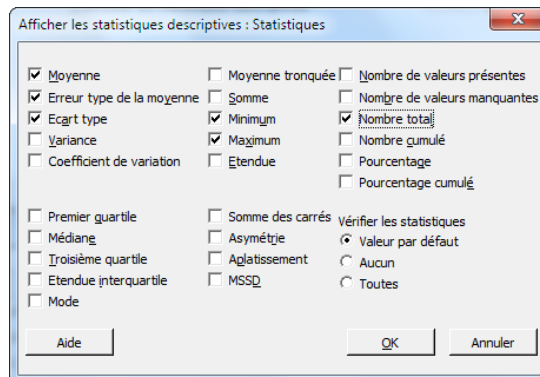 Afficher les statistiques descriptives : Statistiques
Moyenne
Moyenne tronquée
Nombre de valeurs présentes
Erreur type de la moyenne
Somme
Nombre de valeurs manquantes
Ecart type
Minimum
Nombre total
Variance
Maximum
Nombre cumulé
Coefficient de variation
Etendue
Pourcentage
Pourcentage cumulé
Premier quartile
Somme des carrés
Vérifier les statistiques
Médiane
Asymétrie
Valeur par défaut
Troisième quartile
Aplatissement
Aucun
Etendue interquartile
MSSD
Toutes
Mode
Aide
OK
Annuler